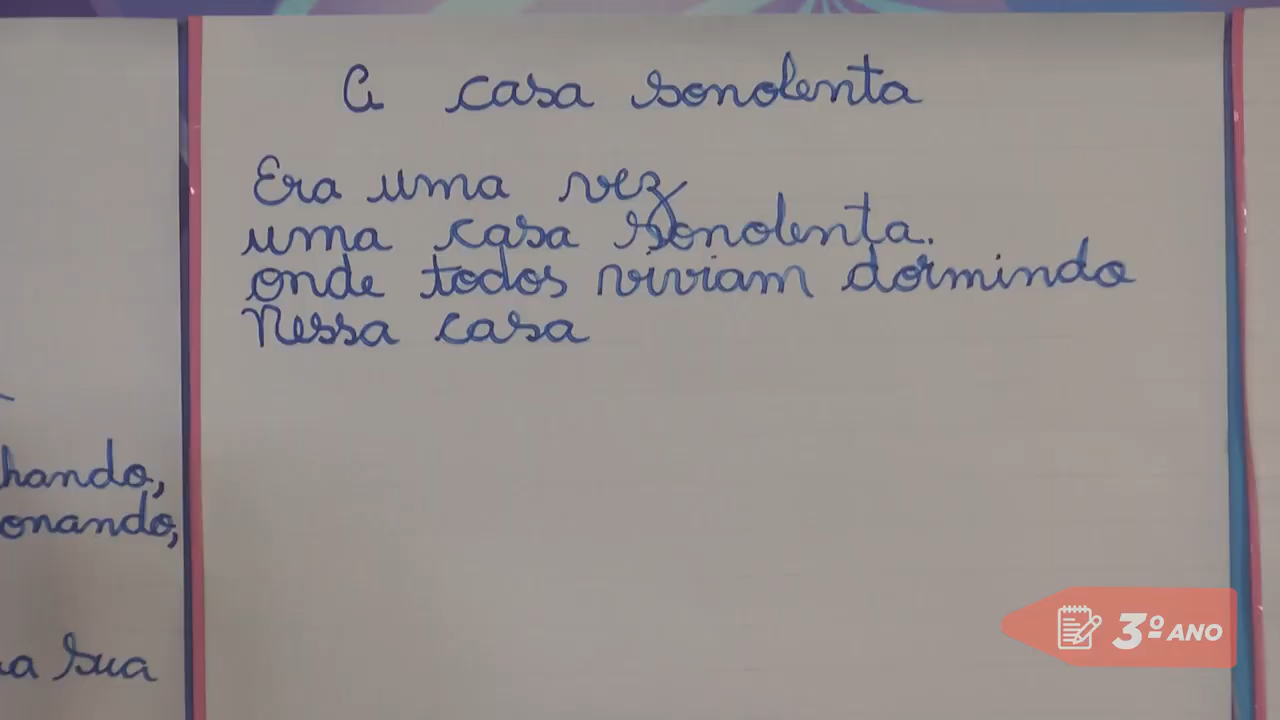 A casa sonolenta
Era uma vez
uma casa sonolenta.
onde todos viviam dormindo
Nessa casa
hando,
onando,
a sua
3º ANO